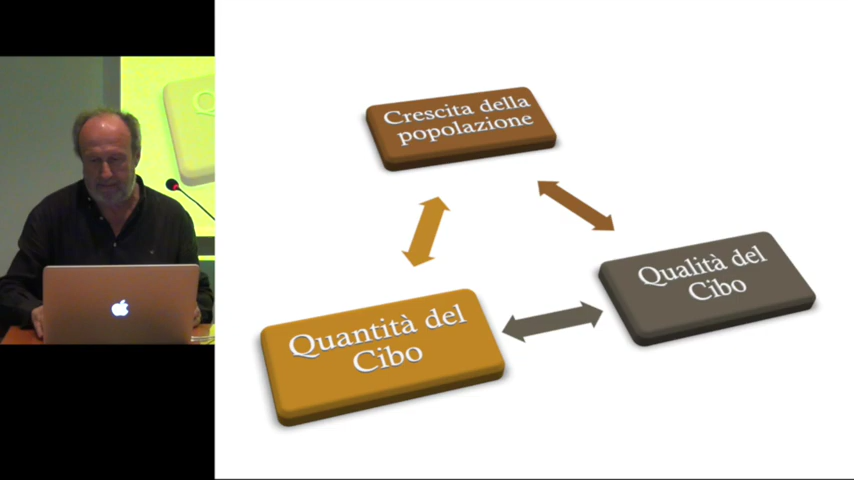 Crescita della
popolazione
Qualità del
Cibo
Quantità del
Cibo